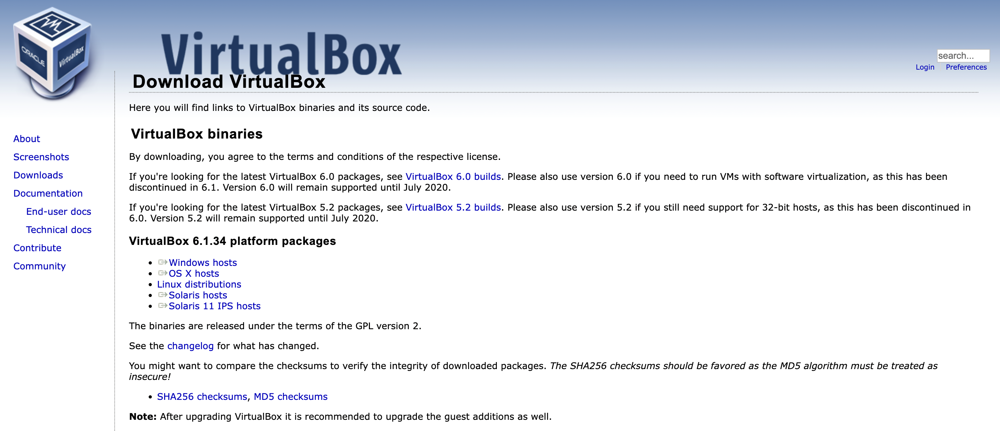 ORACLE
VirtualBox
VirtualBox
search...
Login Preferences
Download VirtualBox
Here you will find links to VirtualBox binaries and its source code.
About
Screenshots
Downloads
Documentation
End-user docs
Technical docs
Contribute
Community
VirtualBox binaries
By downloading, you agree to the terms and conditions of the respective license.
If you're looking for the latest VirtualBox 6.0 packages, see VirtualBox 6.0 builds. Please also use version 6.0 if you need to run VMs with software virtualization, as this has been
discontinued in 6.1. Version 6.0 will remain supported until July 2020.
If you're looking for the latest VirtualBox 5.2 packages, see VirtualBox 5.2 builds. Please also use version 5.2 if you still need support for 32-bit hosts, as this has been discontinued in
6.0. Version 5.2 will remain supported until July 2020.
VirtualBox 6.1.34 platform packages
• Windows hosts
• OS X hosts
• Linux distributions
• Solaris hosts
• Solaris 11 IPS hosts
The binaries are released under the terms of the GPL version 2.
See the changelog for what has changed.
You might want to compare the checksums to verify the integrity of downloaded packages. The SHA256 checksums should be favored as the MD5 algorithm must be treated as
insecure!
• SHA256 checksums, MD5 checksums
Note: After upgrading VirtualBox it is recommended to upgrade the guest additions as well.